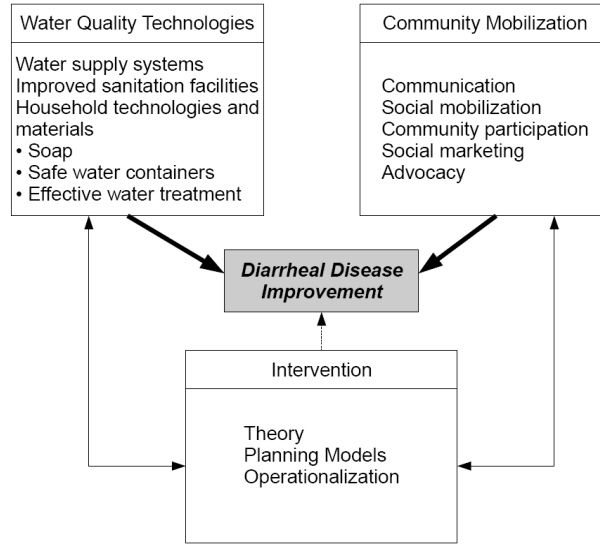 Water Quality Technologies
Water supply systems
Improved sanitation facilities
Household technologies and
materials
• Soap
• Safe water containers
• Effective water treatment
Community Mobilization
Communication
Social mobilization
Community participation
Social marketing
Advocacy
Diarrheal Disease
Improvement
Intervention
Theory
Planning Models
Operationalization